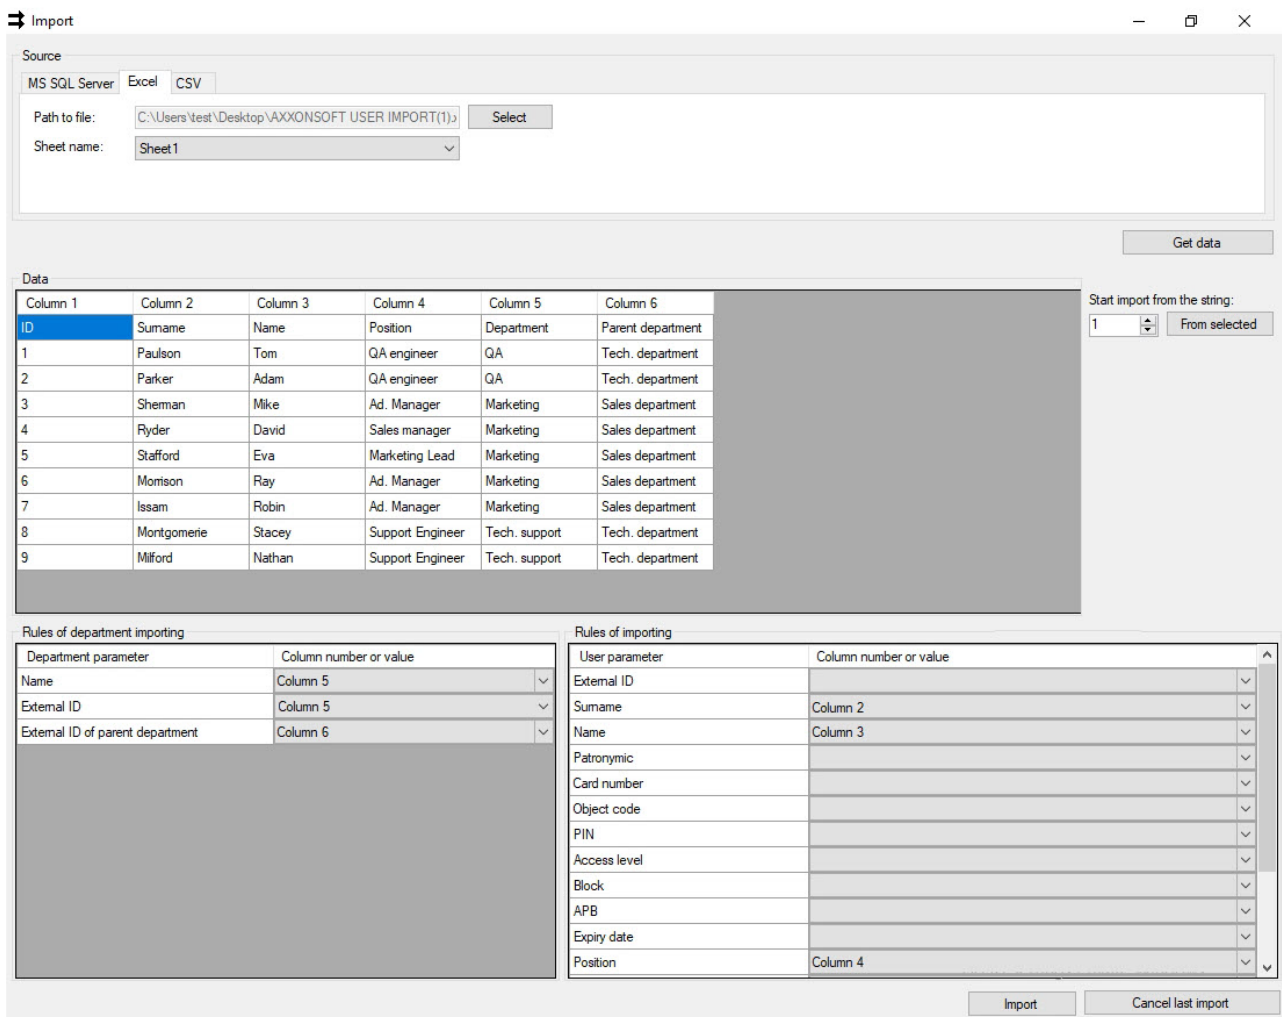 Import
Source
MS SQL Server Excel CSV
Path to file: C:\Users\test\Desktop\AXXONSOFT USER IMPORT(1).x Select
Sheet name: Sheet1
Get data
Data
Column 1 Column 2 Column 3 Column 4 Column 5 Column 6
Start import from the string:
ID Surname Name Position Department Parent department
1 From selected
1 Paulson Tom QA engineer QA Tech. department
2 Parker Adam QA engineer QA Tech. department
3 Sherman Mike Ad. Manager Marketing Sales department
4 Ryder David Sales manager Marketing Sales department
5 Stafford Eva Marketing Lead Marketing Sales department
6 Morrison Ray Ad. Manager Marketing Sales department
7 Issam Robin Ad. Manager Marketing Sales department
8 Montgomerie Stacey Support Engineer Tech. support Tech. department
9 Milford Nathan Support Engineer Tech. support Tech. department
Rules of department importing
Department parameter Column number or value
Name Column 5
External ID Column 5
External ID of parent department Column 6
Rules of importing
User parameter Column number or value
External ID
Surname Column 2
Name Column 3
Patronymic
Card number
Object code
PIN
Access level
Block
APB
Expiry date
Position Column 4
Import Cancel last import